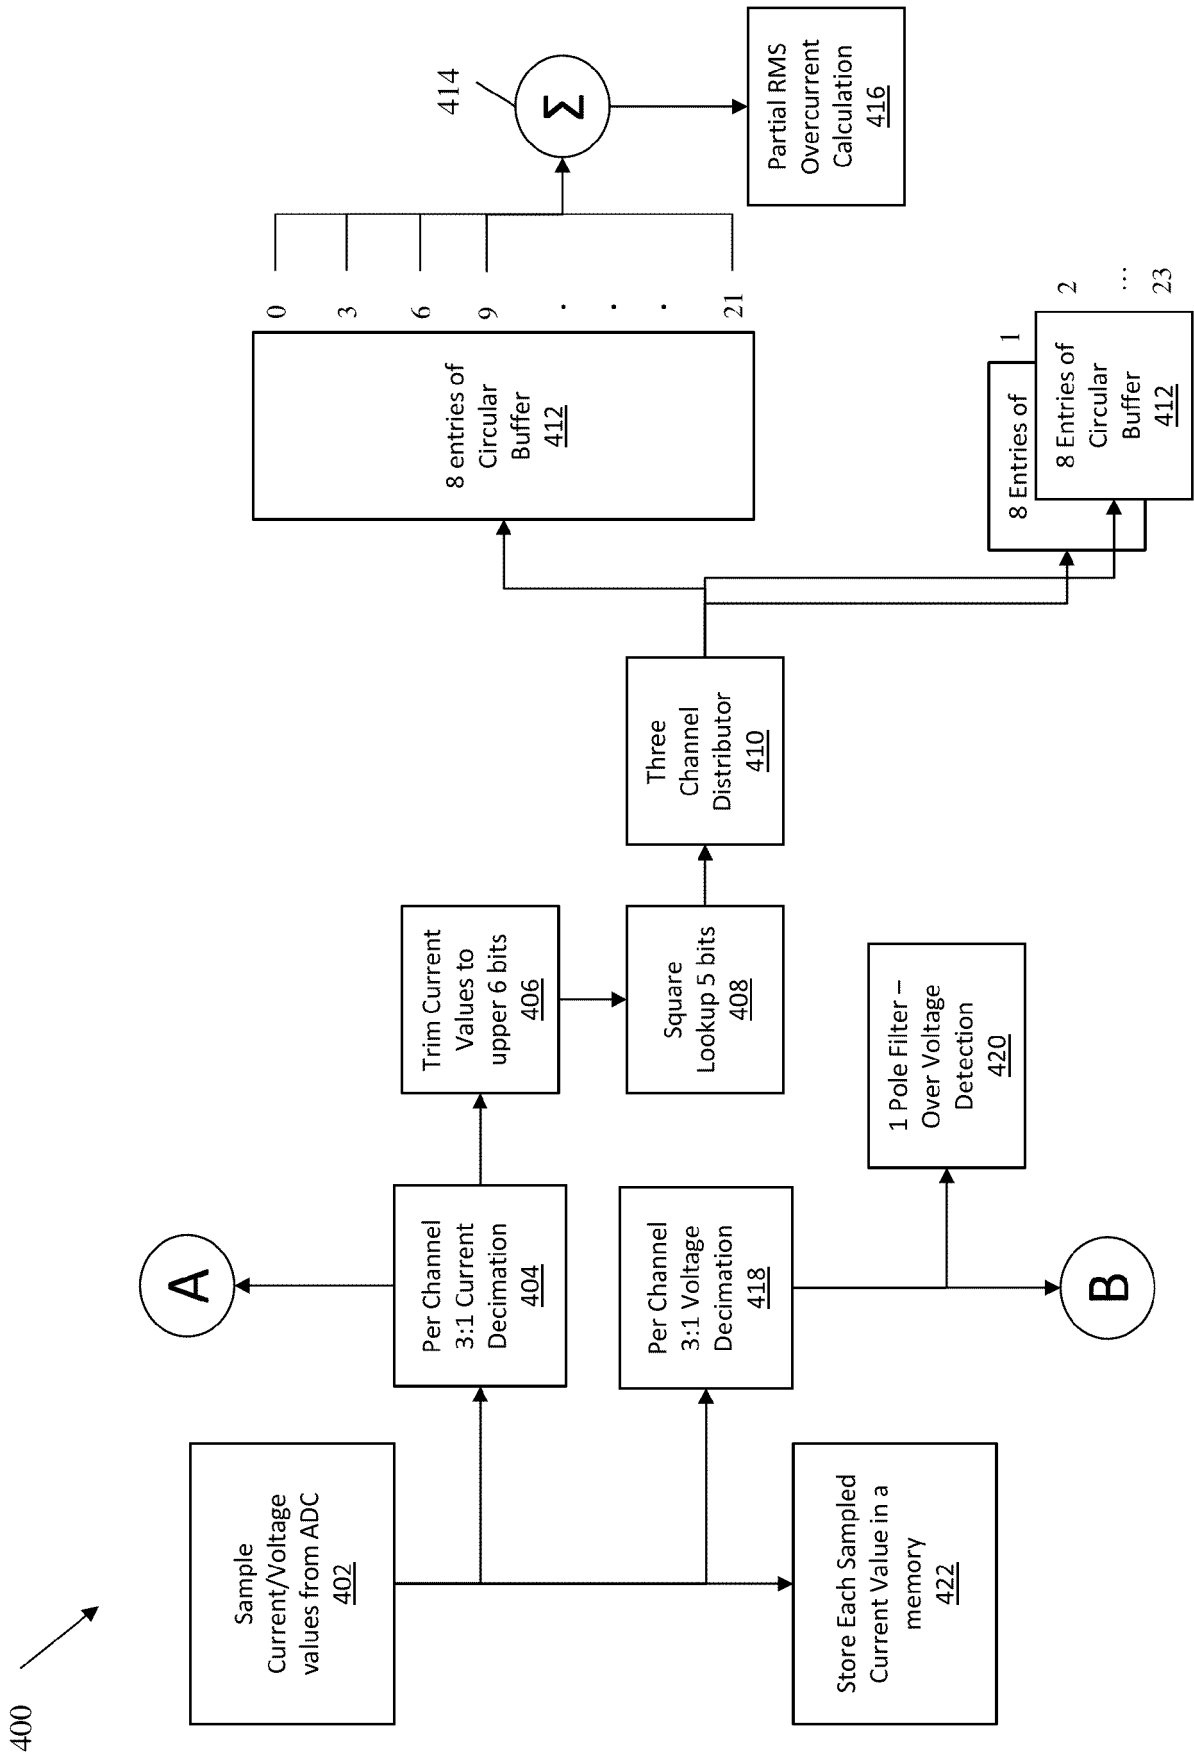 400
Sample
Current/Voltage
values from ADC
402
A
Per Channel
3:1 Current
Decimation
404
Per Channel
3:1 Voltage
Decimation
418
Store Each Sampled
Current Value in a
memory
422
B
Trim Current
Values to
upper 6 bits
406
Square
Lookup 5 bits
408
1 Pole Filter –
Over Voltage
Detection
420
Three
Channel
Distributor
410
8 entries of
Circular
Buffer
412
0
3
6
9
.
.
.
21
8 Entries of
1
8 Entries of
Circular
Buffer
412
2
...
23
414
Σ
Partial RMS
Overcurrent
Calculation
416